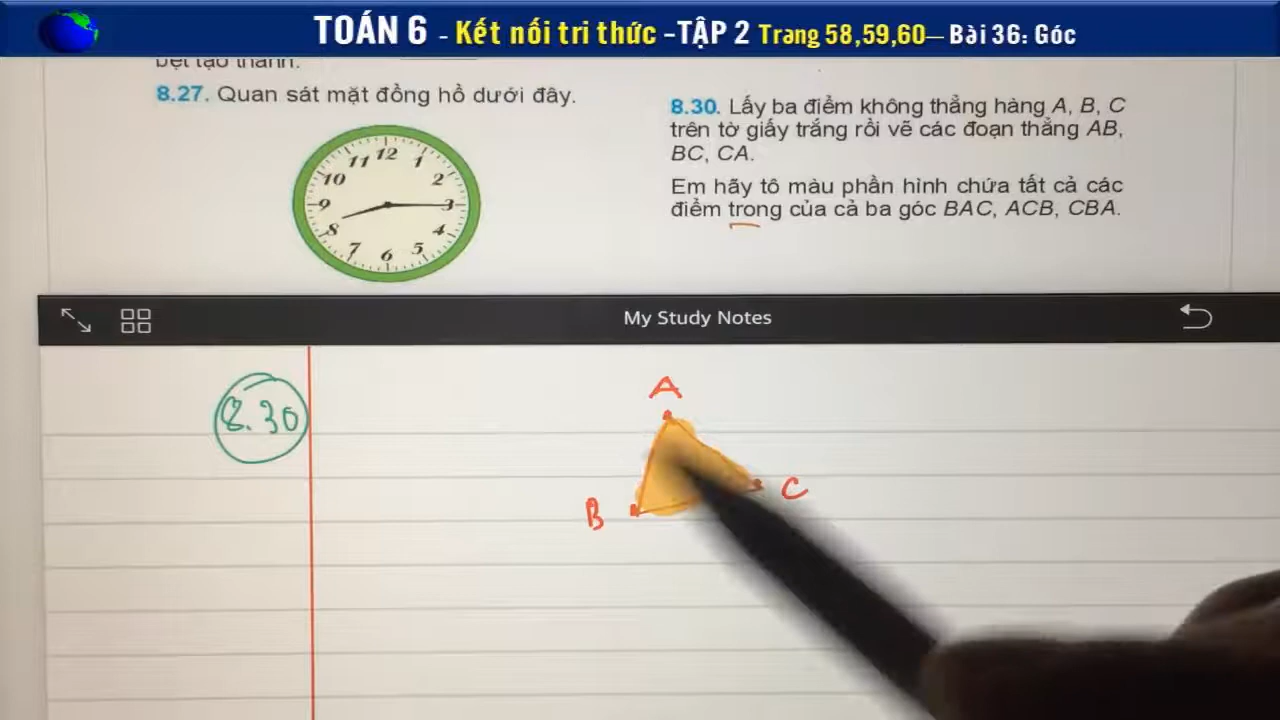 TOÁN 6 - Kết nối tri thức -TẬP 2 Trang 58,59,60– Bài 36: Góc
bẹt tạo thành.
8.27. Quan sát mặt đồng hồ dưới đây.
12
11 1
10 2
9 3
8 4
7 5
6
8.30. Lấy ba điểm không thẳng hàng A, B, C
trên tờ giấy trắng rồi vẽ các đoạn thẳng AB,
BC, CA.
Em hãy tô màu phần hình chứa tất cả các
điểm trong của cả ba góc BAC, ACB, CBA.
My Study Notes
8.30
A
B
C